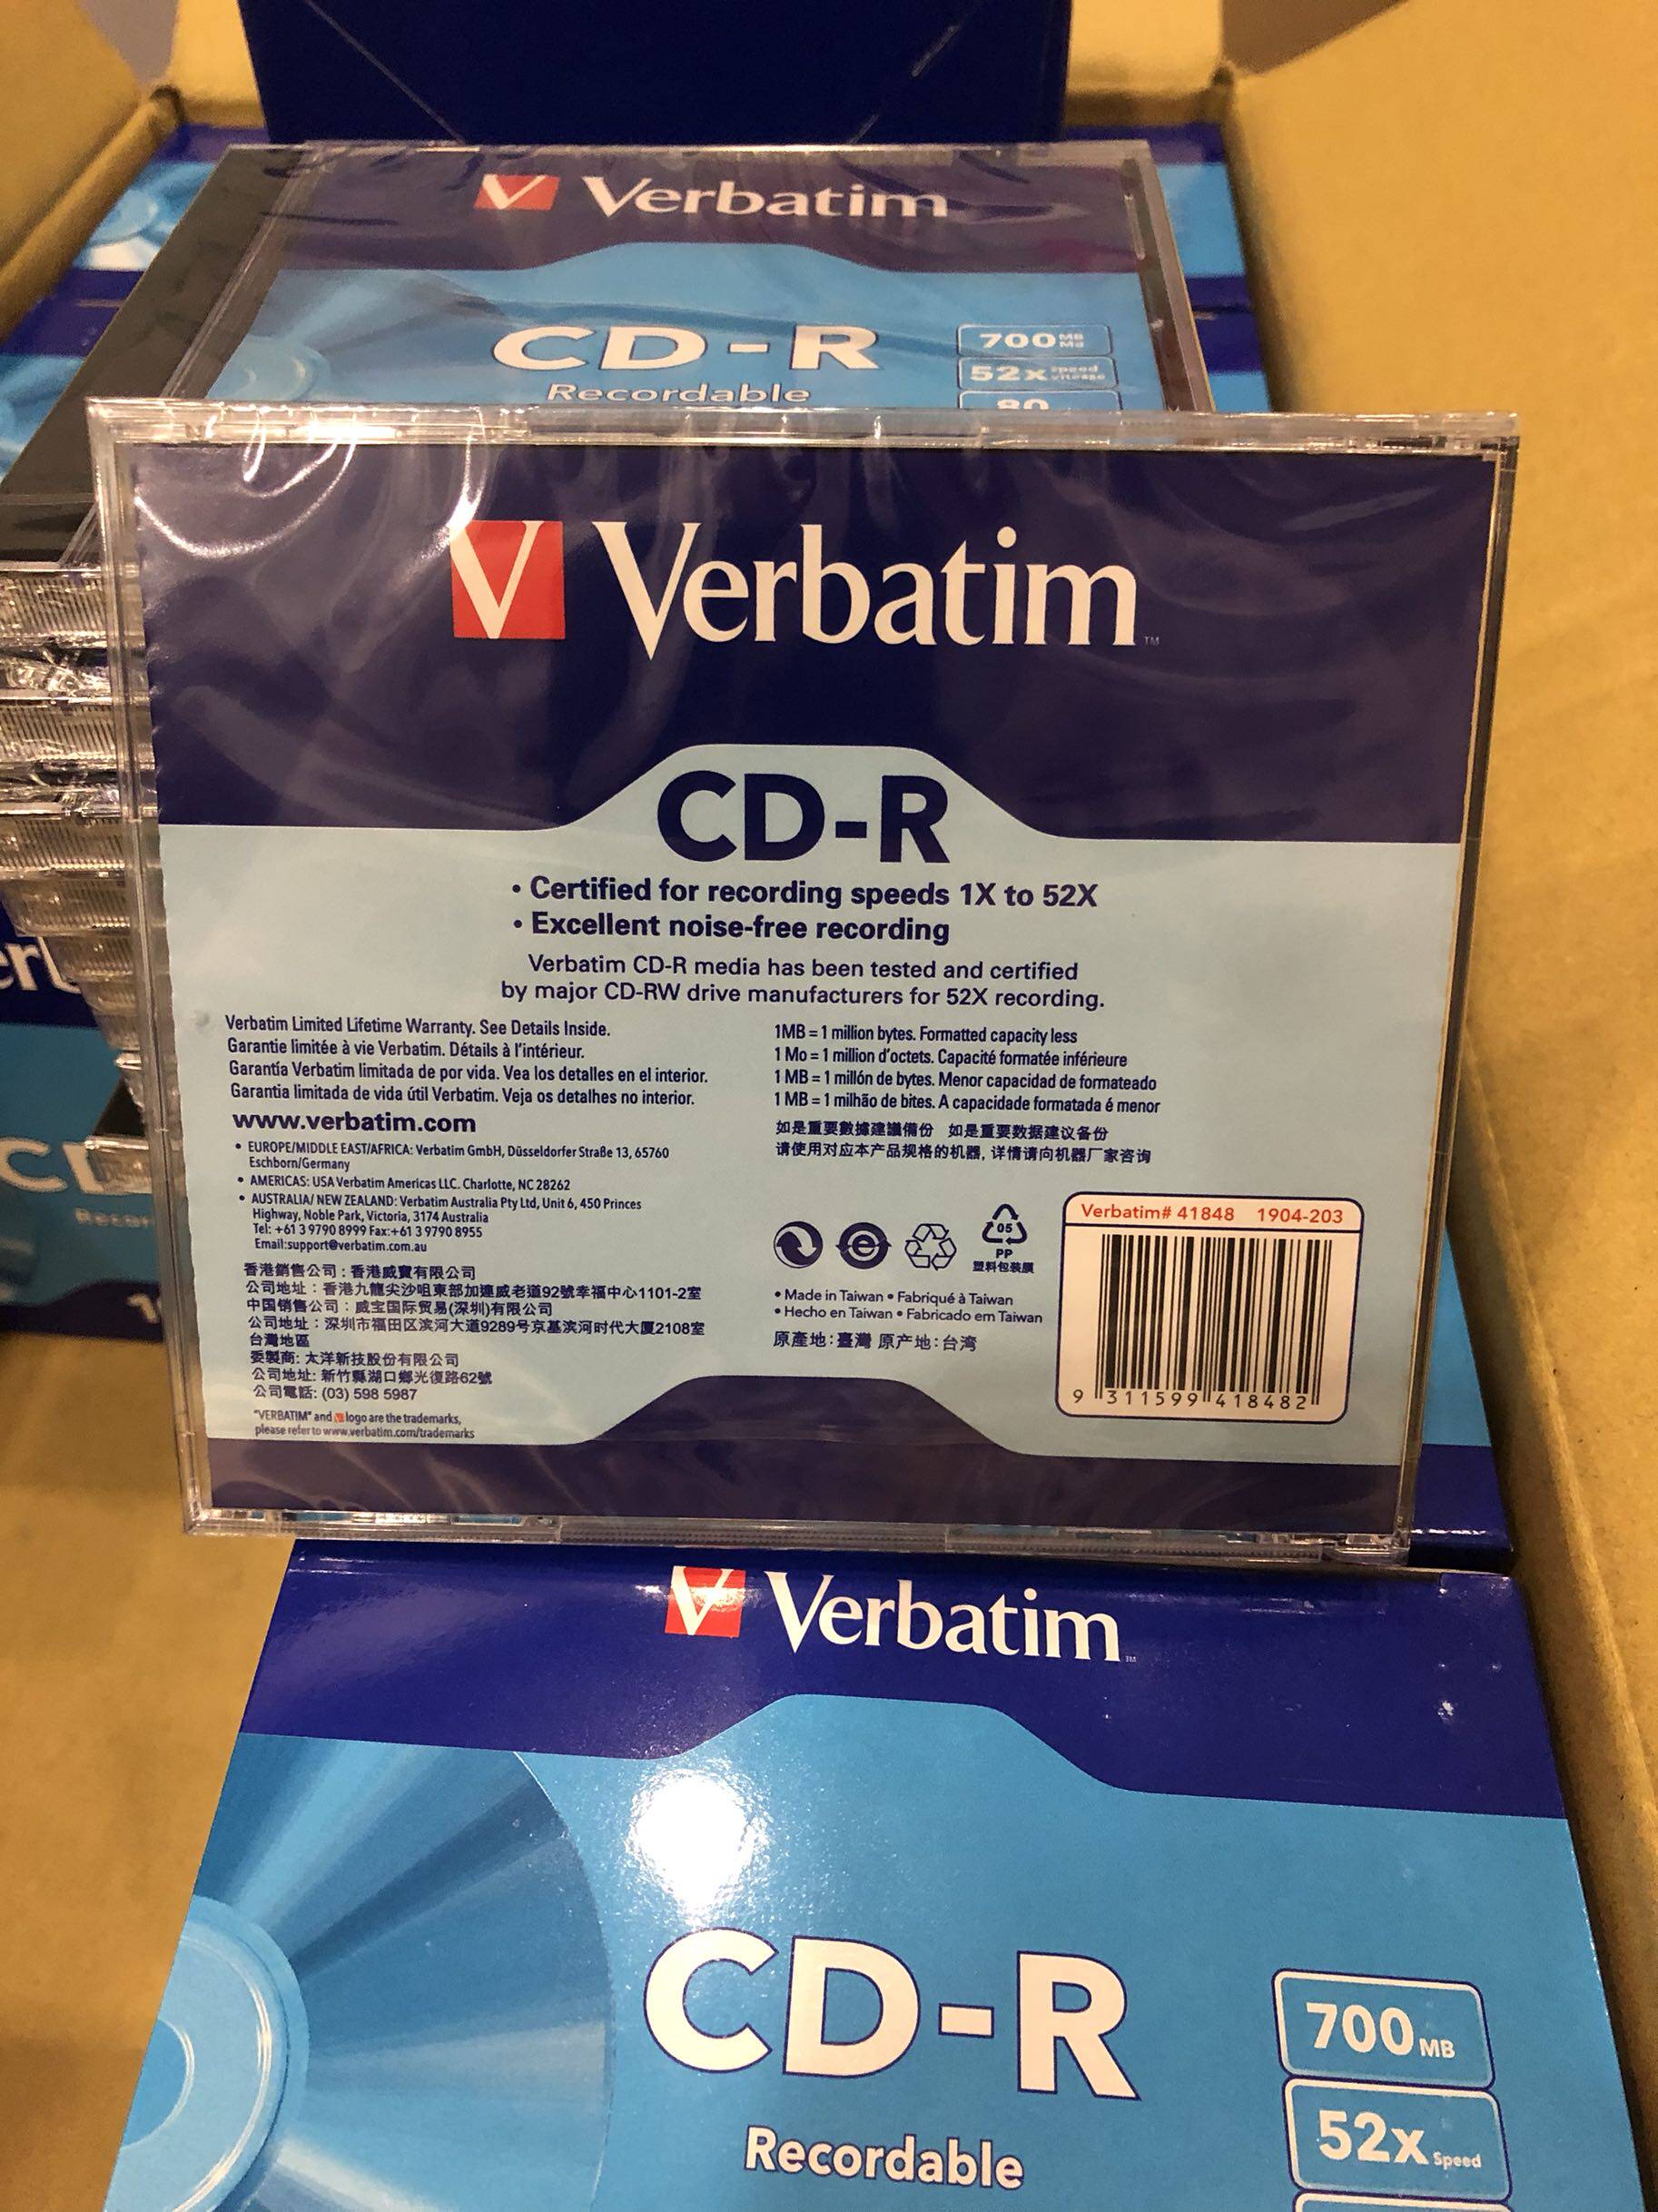 Verbatim
CD-R
Recordable
700 MB Mo
52x speed vitesse
80
Verbatim™
CD-R
• Certified for recording speeds 1X to 52X
• Excellent noise-free recording
Verbatim CD-R media has been tested and certified
by major CD-RW drive manufacturers for 52X recording.
Verbatim Limited Lifetime Warranty. See Details Inside.
Garantie limitée à vie Verbatim. Détails à l'intérieur.
Garantía Verbatim limitada de por vida. Vea los detalles en el interior.
Garantia limitada de vida útil Verbatim. Veja os detalhes no interior.
www.verbatim.com
• EUROPE/MIDDLE EAST/AFRICA: Verbatim GmbH, Düsseldorfer Straße 13, 65760
Eschborn/Germany
• AMERICAS: USA Verbatim Americas LLC. Charlotte, NC 28262
• AUSTRALIA/ NEW ZEALAND: Verbatim Australia Pty Ltd, Unit 6, 450 Princes
Highway, Noble Park, Victoria, 3174 Australia
Tel: +61 3 9790 8999 Fax:+61 3 9790 8955
Email:support@verbatim.com.au
香港銷售公司：香港威寶有限公司
公司地址：香港九龍尖沙咀東部加連威老道92號幸福中心1101-2室
中国销售公司：威宝国际贸易(深圳)有限公司
公司地址：深圳市福田区滨河大道9289号京基滨河时代大厦2108室
台灣地區
委製商: 太洋新技股份有限公司
公司地址: 新竹縣湖口鄉光復路62號
公司電話: (03) 598 5987
"VERBATIM" and V logo are the trademarks,
please refer to www.verbatim.com/trademarks
1MB = 1 million bytes. Formatted capacity less
1 Mo = 1 million d'octets. Capacité formatée inférieure
1 MB = 1 millón de bytes. Menor capacidad de formateado
1 MB = 1 milhão de bites. A capacidade formatada é menor
如是重要數據建議備份 如是重要数据建议备份
请使用对应本产品规格的机器, 详情请向机器厂家咨询
05
PP
塑料包装膜
• Made in Taiwan • Fabriqué à Taiwan
• Hecho en Taiwan • Fabricado em Taiwan
原產地：臺灣 原产地：台湾
Verbatim# 41848 1904-203
9 311599 418482
Verbatim™
CD-R
Recordable
700 MB
52x Speed